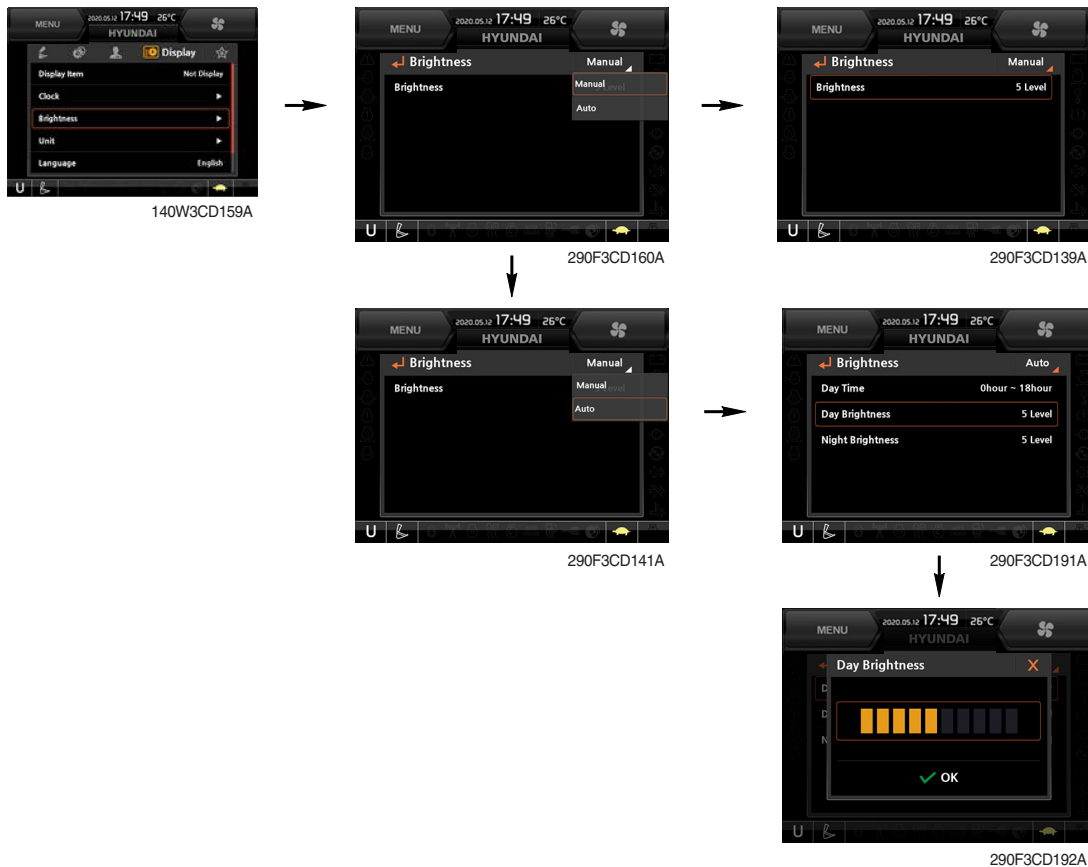 MENU
2020.05.12 17:49 26°C
HYUNDAI
Display
Display Item Not Display
Clock
Brightness
Unit
Language English
U
140W3CD159A
MENU
2020.05.12 17:49 26°C
HYUNDAI
Brightness Manual
Brightness Level
Manual
Auto
U
290F3CD160A
MENU
2020.05.12 17:49 26°C
HYUNDAI
Brightness Manual
Brightness 5 Level
U
290F3CD139A
MENU
2020.05.12 17:49 26°C
HYUNDAI
Brightness Manual
Brightness Level
Manual
Auto
U
290F3CD141A
MENU
2020.05.12 17:49 26°C
HYUNDAI
Brightness Auto
Day Time 0hour ~ 18hour
Day Brightness 5 Level
Night Brightness 5 Level
U
290F3CD191A
MENU
2020.05.12 17:49 26°C
HYUNDAI
Day Brightness X
D
D
N
OK
U
290F3CD192A